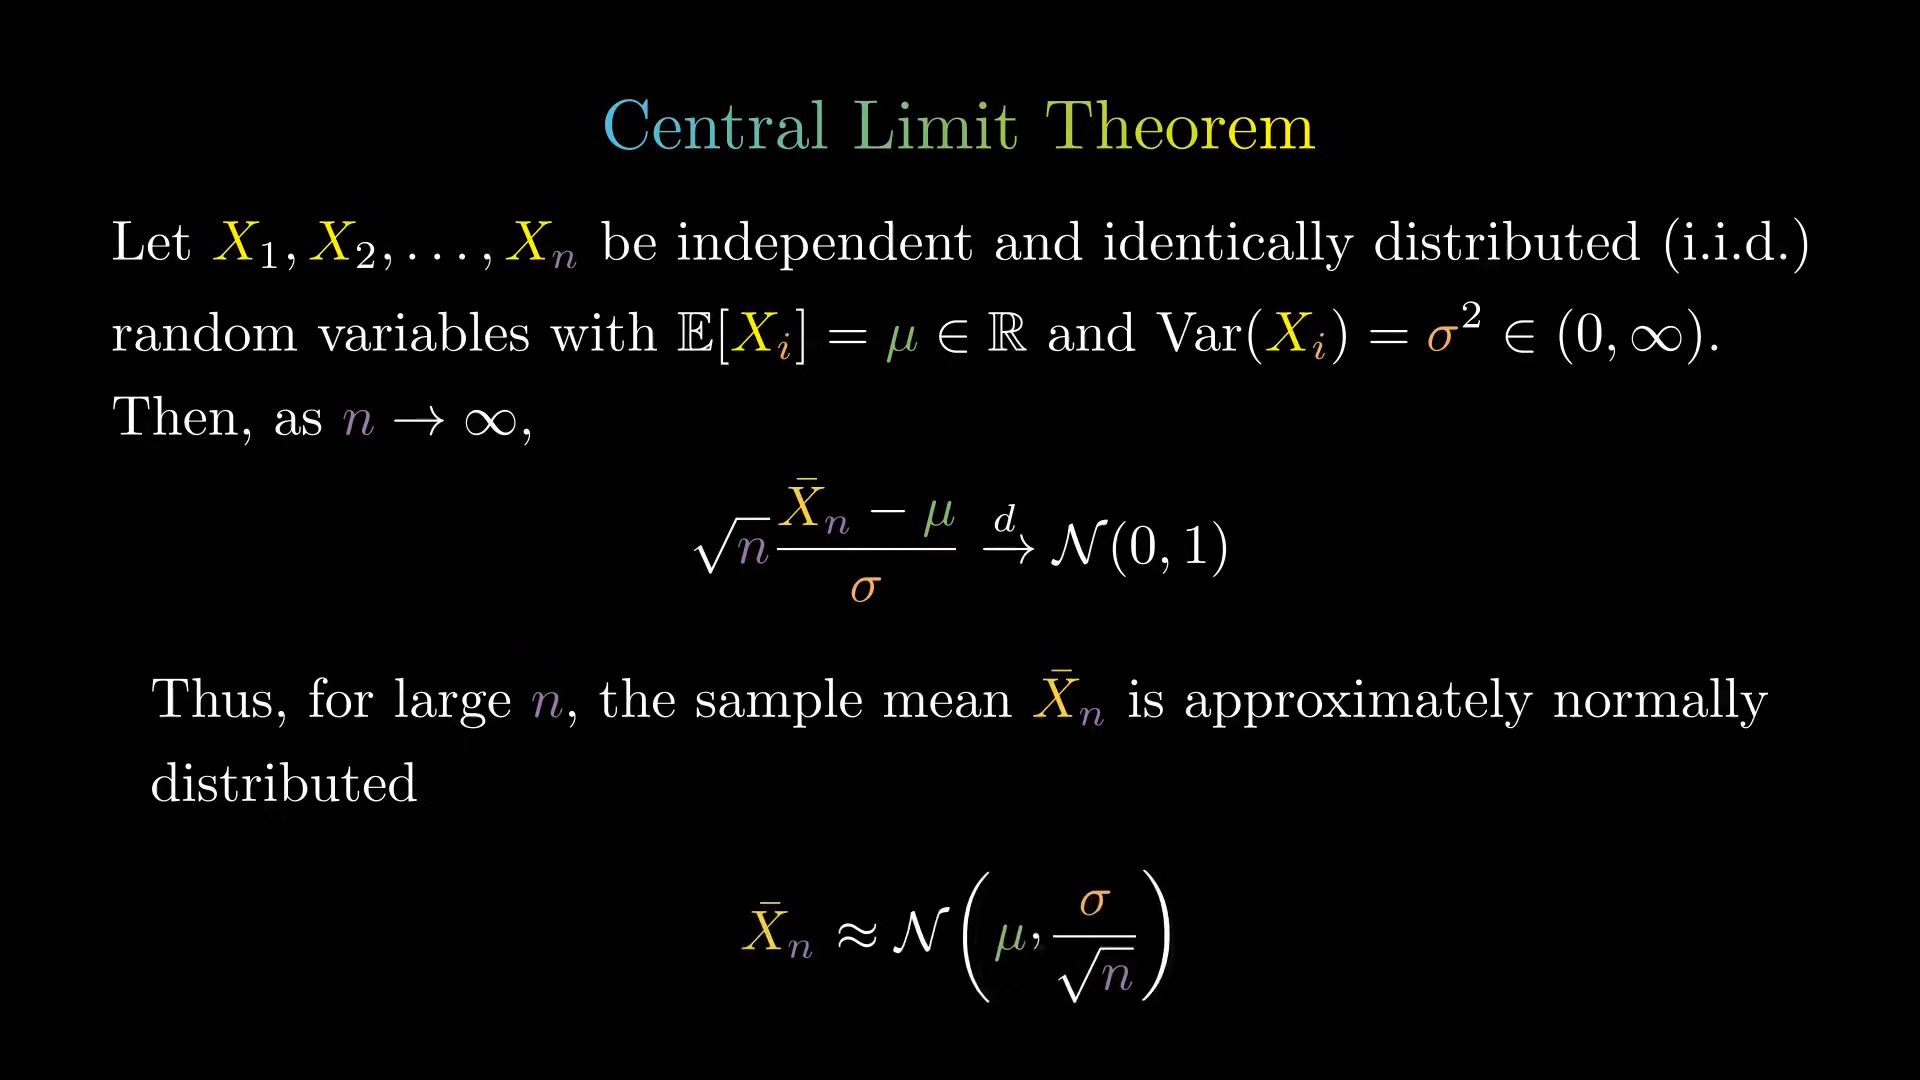 Central Limit Theorem
Let X₁, X₂, . . . , Xₙ be independent and identically distributed (i.i.d.)
random variables with 𝔼[Xᵢ] = μ ∈ ℝ and Var(Xᵢ) = σ² ∈ (0, ∞).
Then, as n → ∞,
√n (X̄ₙ − μ)/σ →ᵈ 𝒩(0, 1)
Thus, for large n, the sample mean X̄ₙ is approximately normally
distributed
X̄ₙ ≈ 𝒩(μ, σ/√n)